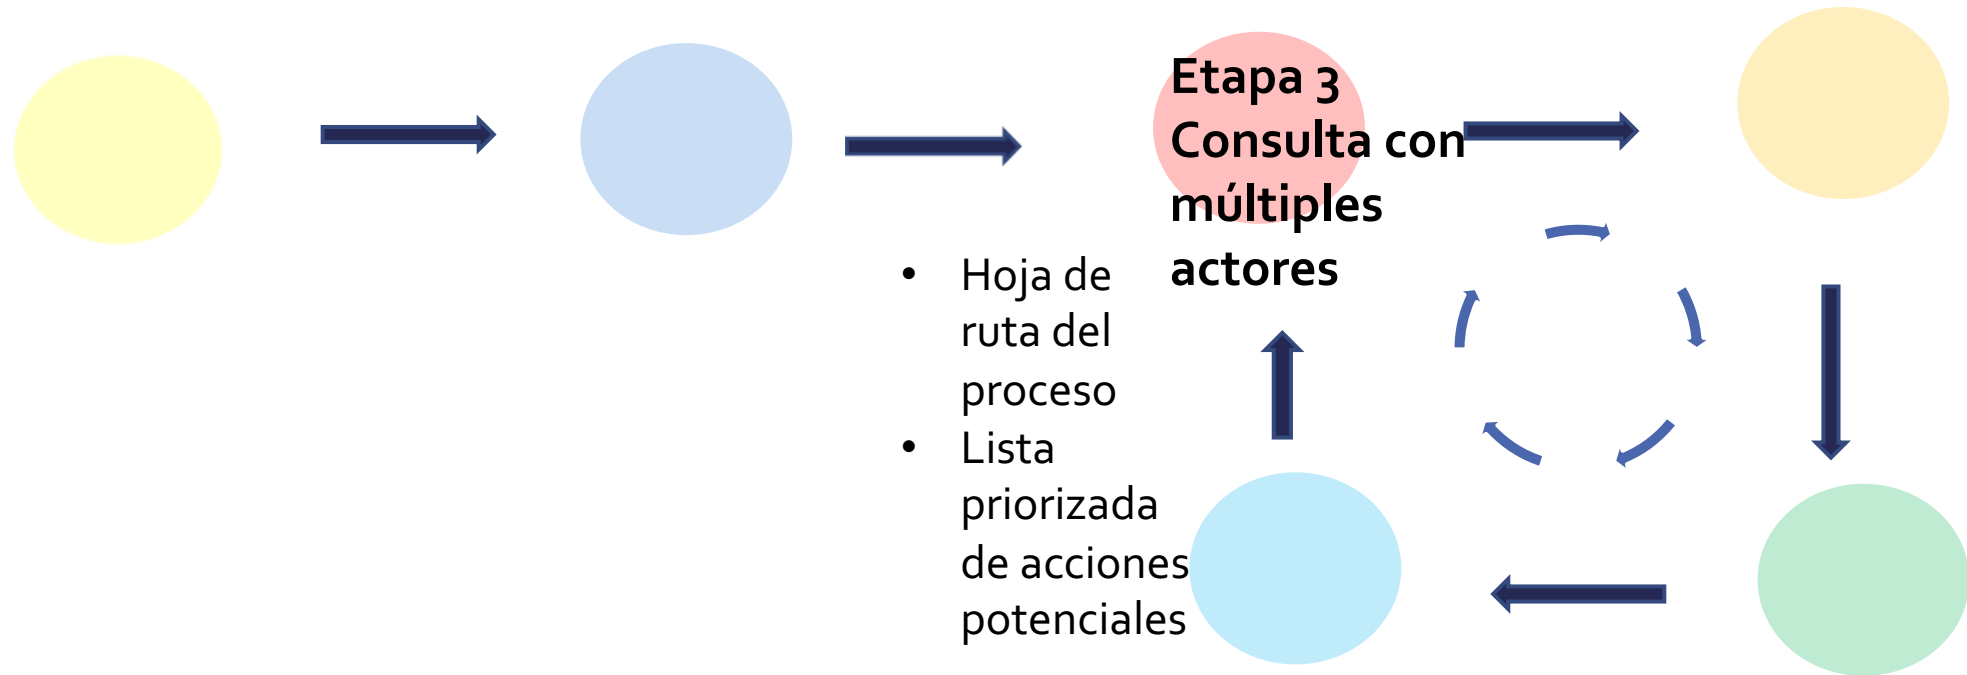 Etapa 3
Consulta con
múltiples
actores
• Hoja de
ruta del
proceso
• Lista
priorizada
de acciones
potenciales